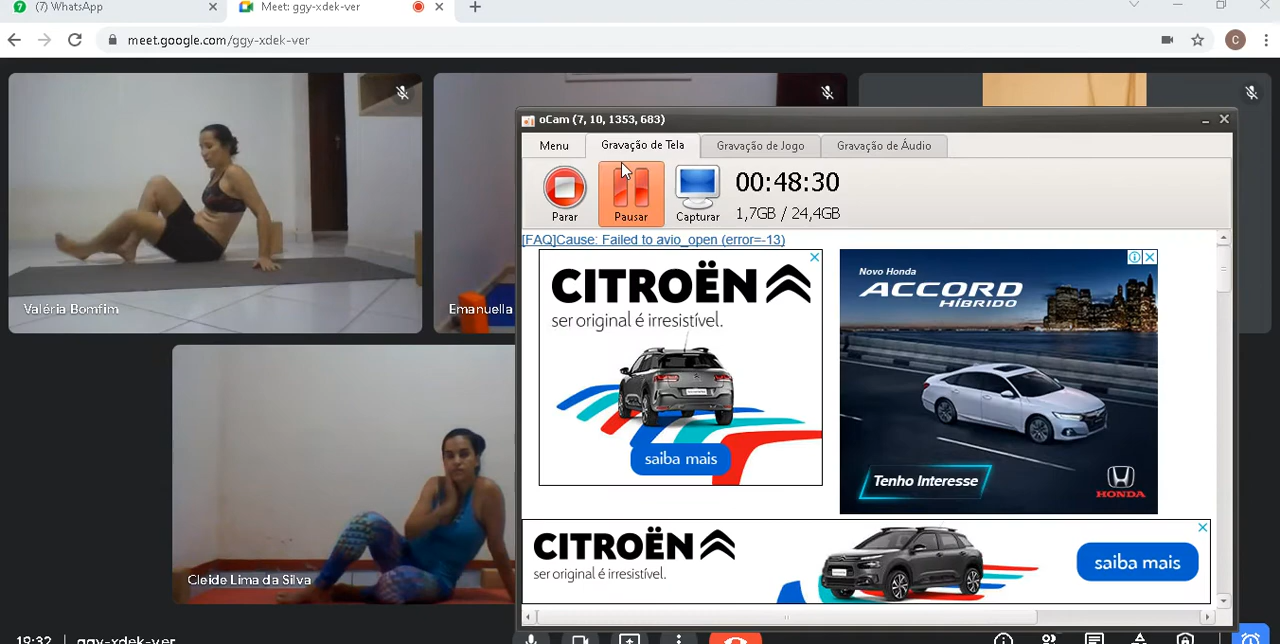 (7) WhatsApp
Meet: ggy-xdek-ver
meet.google.com/ggy-xdek-ver
C
Valéria Bomfim
Emanuella
Cleide Lima da Silva
oCam (7, 10, 1353, 683)
Menu
Gravação de Tela
Gravação de Jogo
Gravação de Áudio
Parar
Pausar
Capturar
00:48:30
1,7GB / 24,4GB
[FAQ]Cause: Failed to avio_open (error=-13)
CITROËN
ser original é irresistível.
saiba mais
Novo Honda
ACCORD
HÍBRIDO
Tenho Interesse
HONDA
CITROËN
ser original é irresistível.
saiba mais
19:32 | ggy-xdek-ver